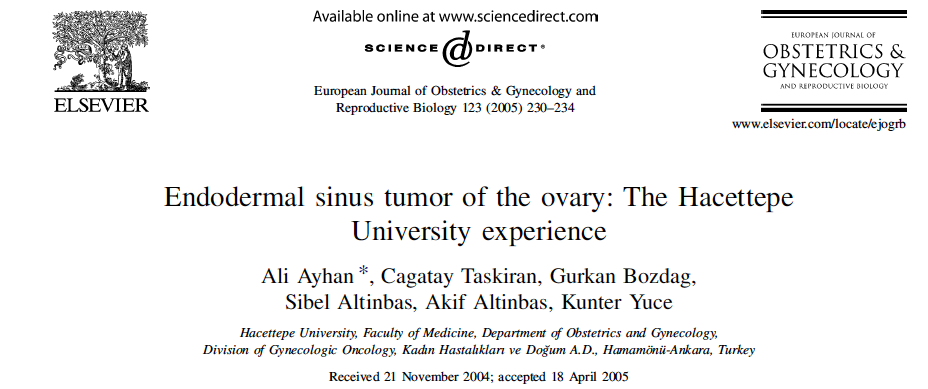 ELSEVIER
Available online at www.sciencedirect.com
SCIENCE DIRECT®
European Journal of Obstetrics & Gynecology and
Reproductive Biology 123 (2005) 230–234
EUROPEAN JOURNAL OF
OBSTETRICS &
GYNECOLOGY
AND REPRODUCTIVE BIOLOGY
www.elsevier.com/locate/ejogrb
Endodermal sinus tumor of the ovary: The Hacettepe
University experience
Ali Ayhan *, Cagatay Taskiran, Gurkan Bozdag,
Sibel Altinbas, Akif Altinbas, Kunter Yuce
Hacettepe University, Faculty of Medicine, Department of Obstetrics and Gynecology,
Division of Gynecologic Oncology, Kadın Hastalıkları ve Doğum A.D., Hamamönü-Ankara, Turkey
Received 21 November 2004; accepted 18 April 2005